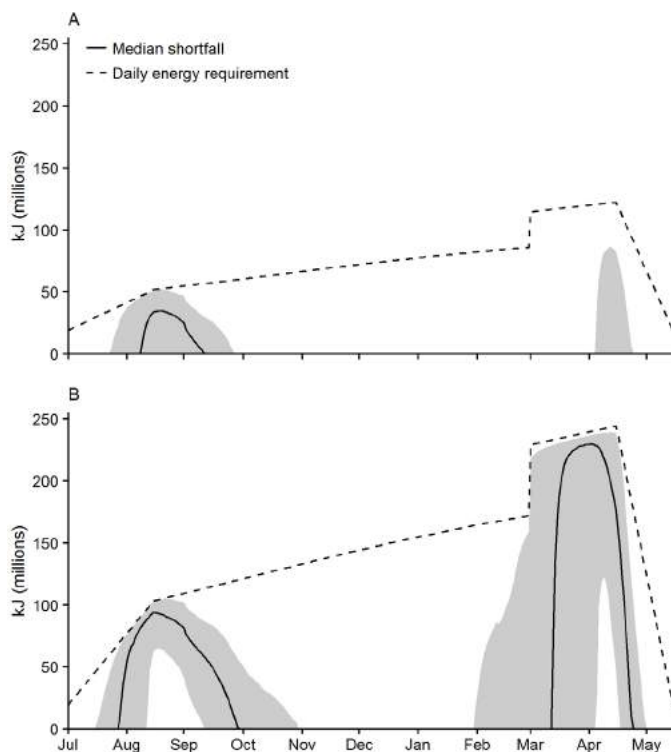 A
250
200
150
100
50
0
kJ (millions)
Median shortfall
Daily energy requirement
B
250
200
150
100
50
0
kJ (millions)
Jul Aug Sep Oct Nov Dec Jan Feb Mar Apr May